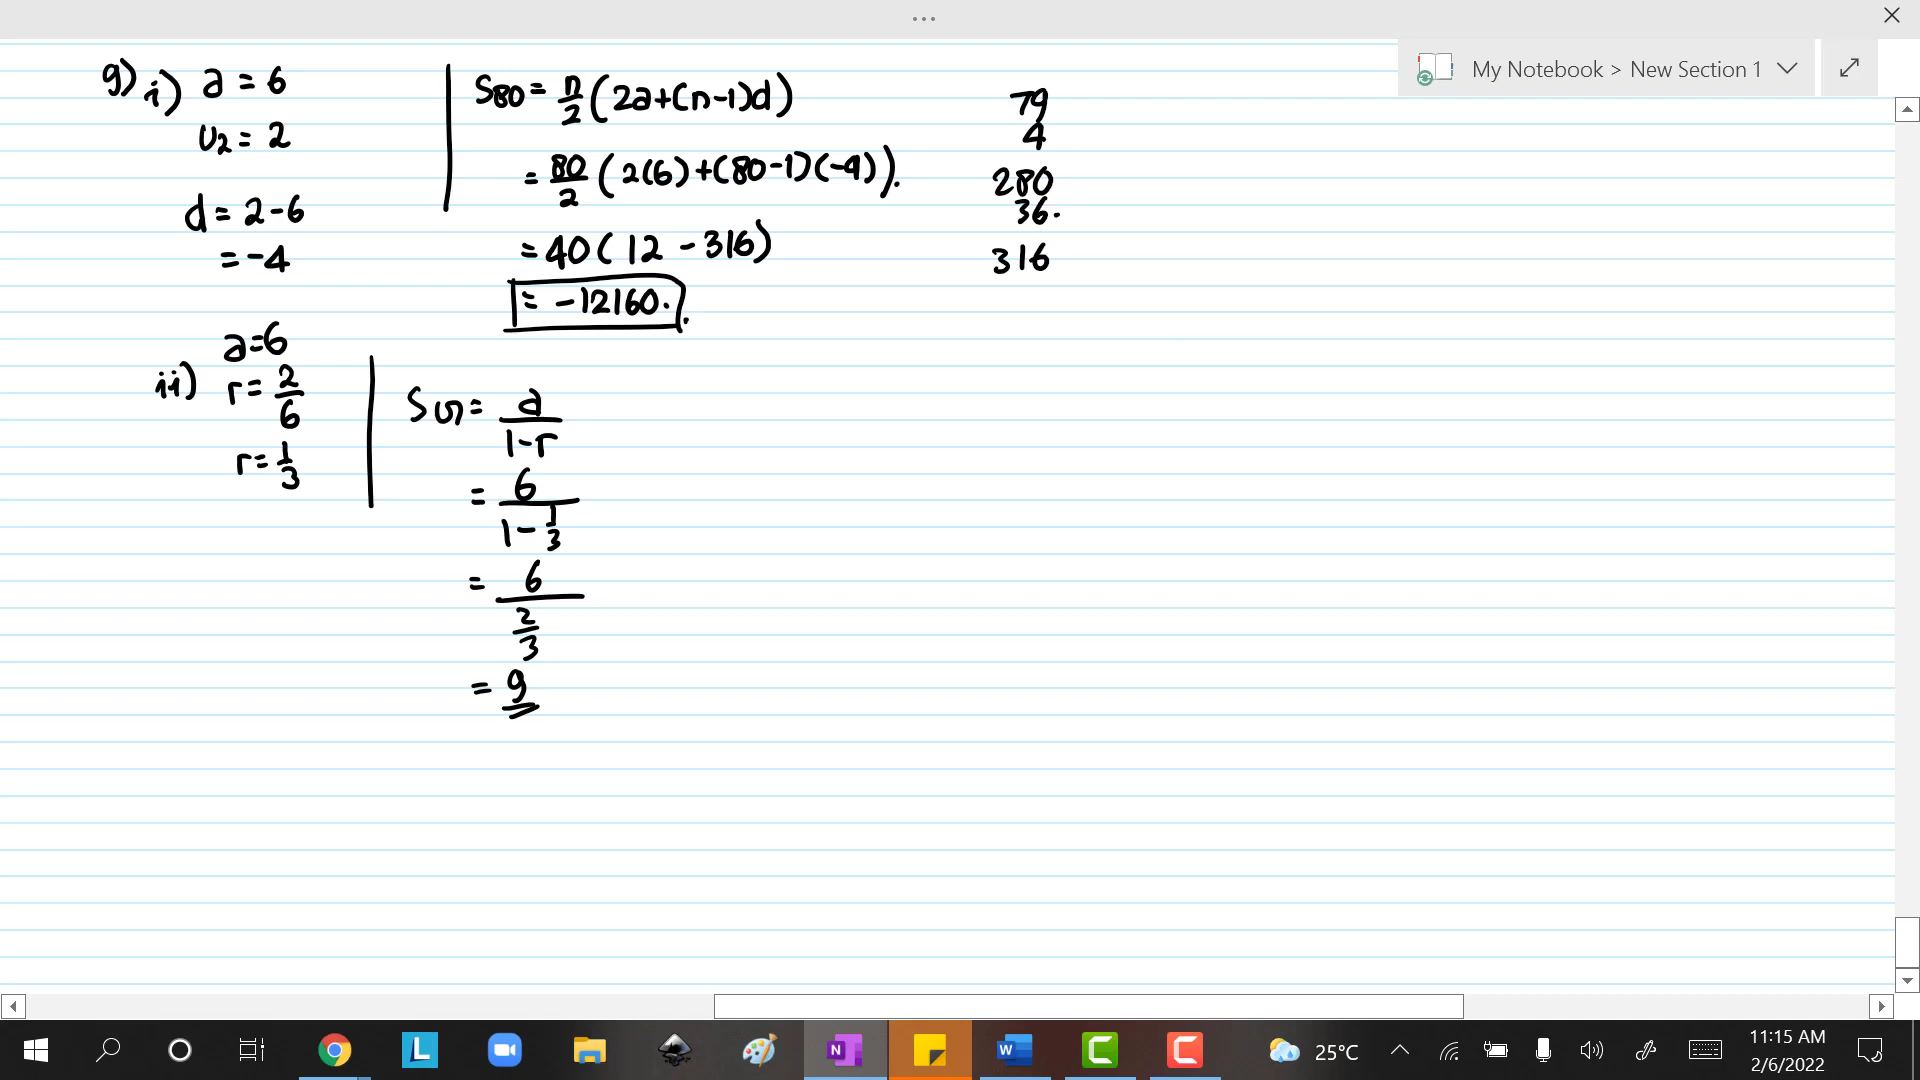 My Notebook > New Section 1
9) i) a = 6
U2 = 2
d = 2-6
= -4
S80 = n/2 (2a+(n-1)d)
= 80/2 (2(6)+(80-1)(-4)).
= 40(12 - 316)
= -12160.
79
4
280
36.
316
ii) a=6
r = 2/6
r = 1/3
S∞ = a/(1-r)
= 6/(1-1/3)
= 6/(2/3)
= 9
L
N
W
25°C
11:15 AM
2/6/2022